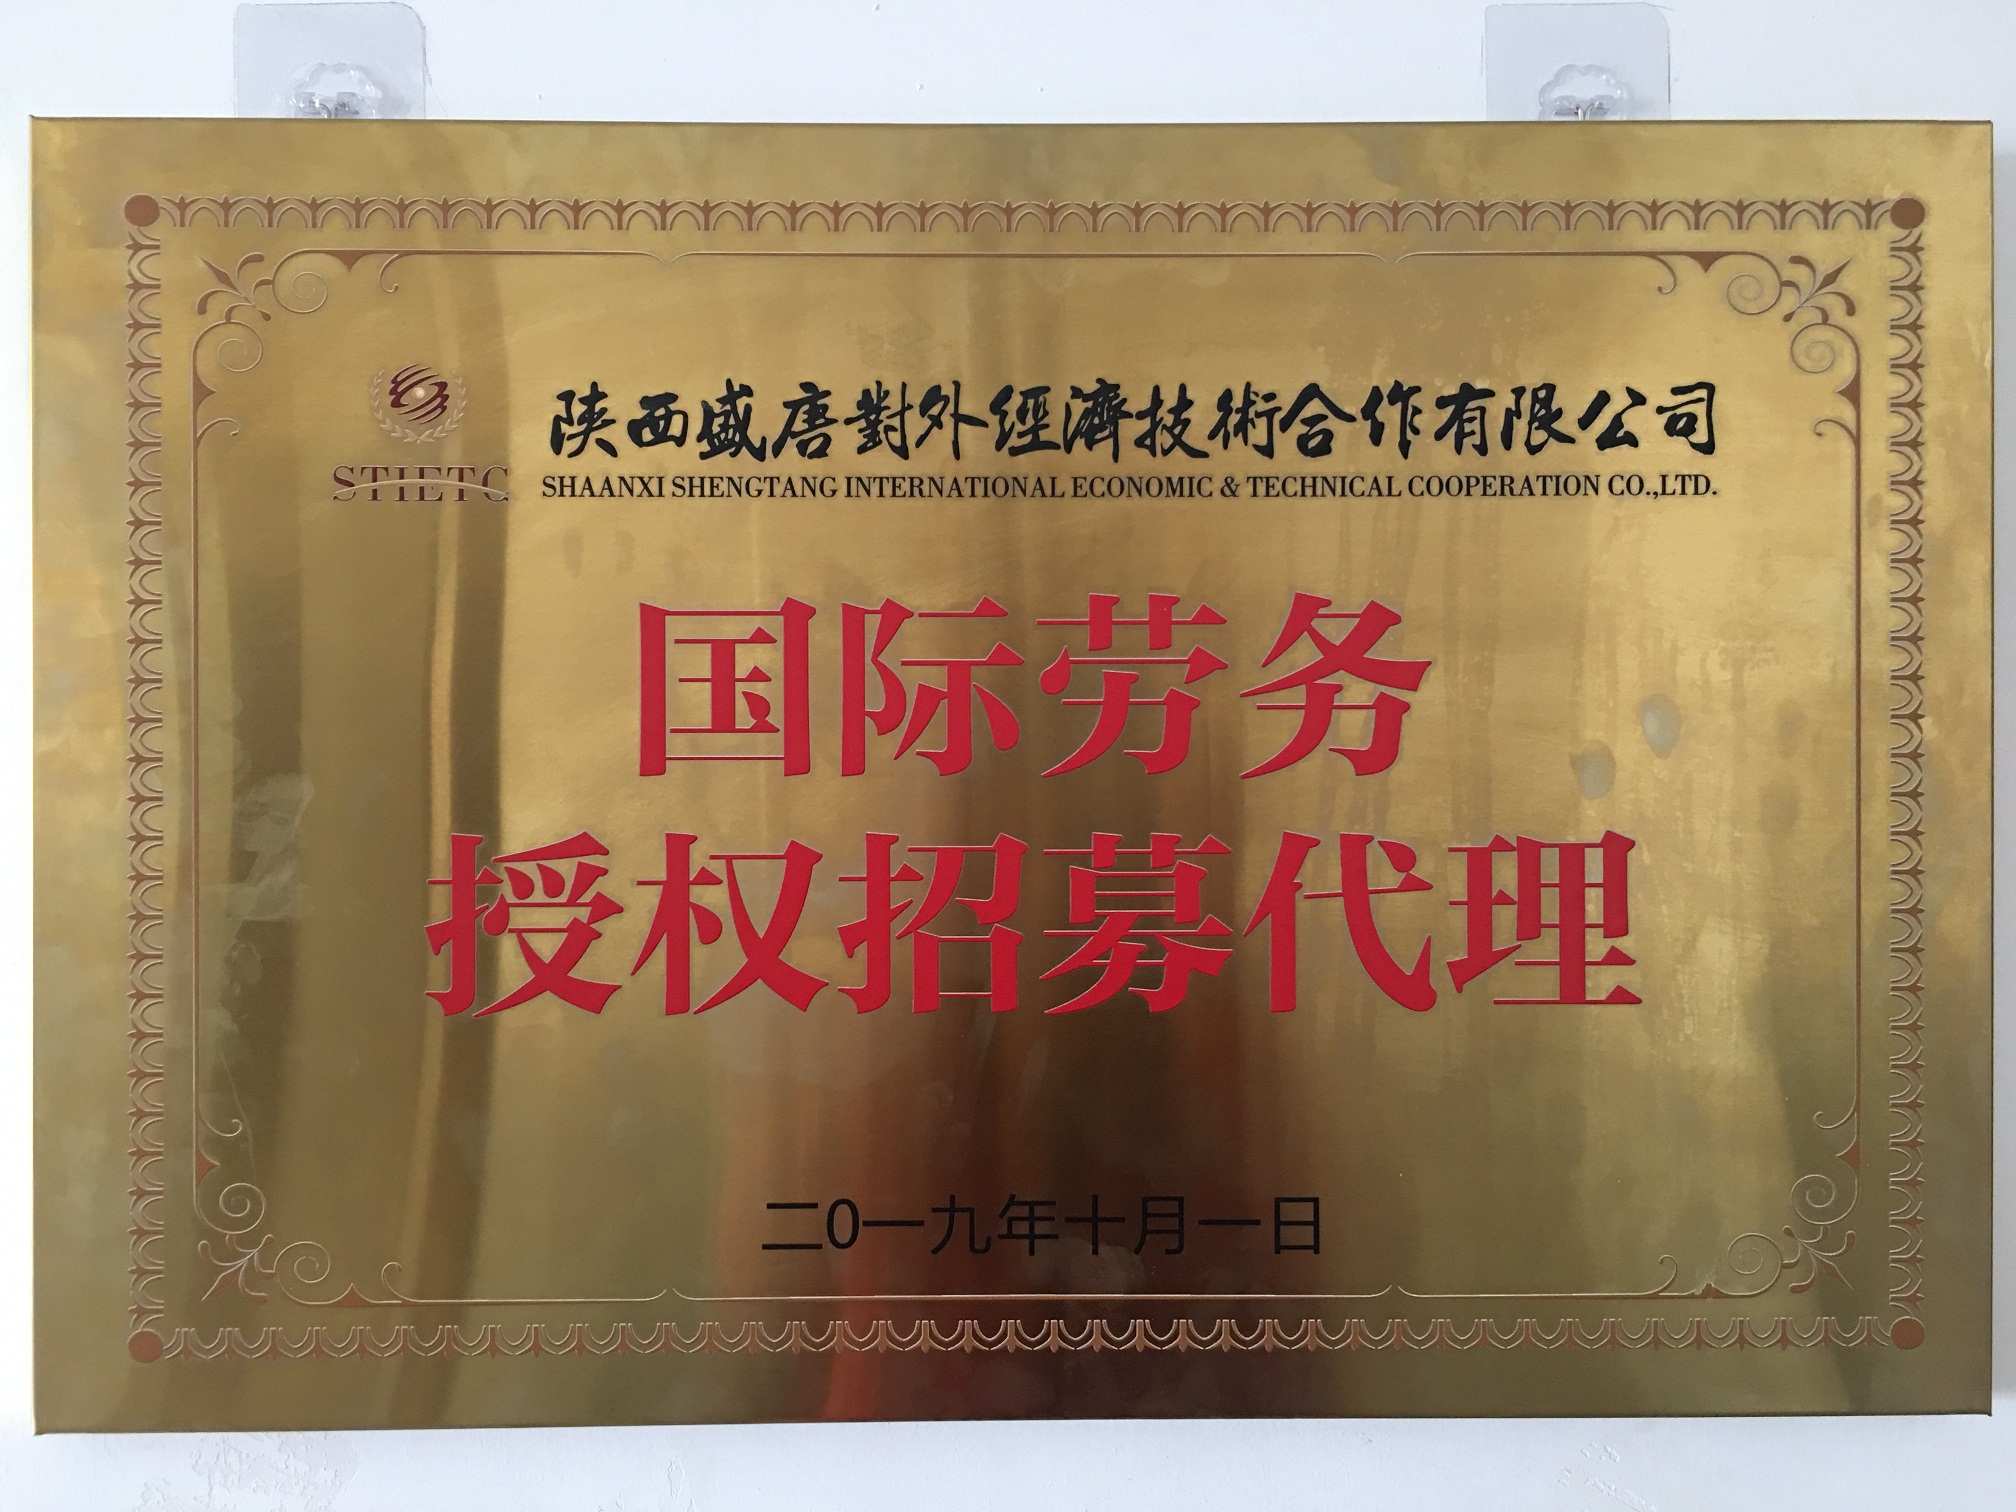 陕西盛唐對外經濟技術合作有限公司
STIETC
SHAANXI SHENGTANG INTERNATIONAL ECONOMIC & TECHNICAL COOPERATION CO.,LTD.
国际劳务
授权招募代理
二0一九年十月一日